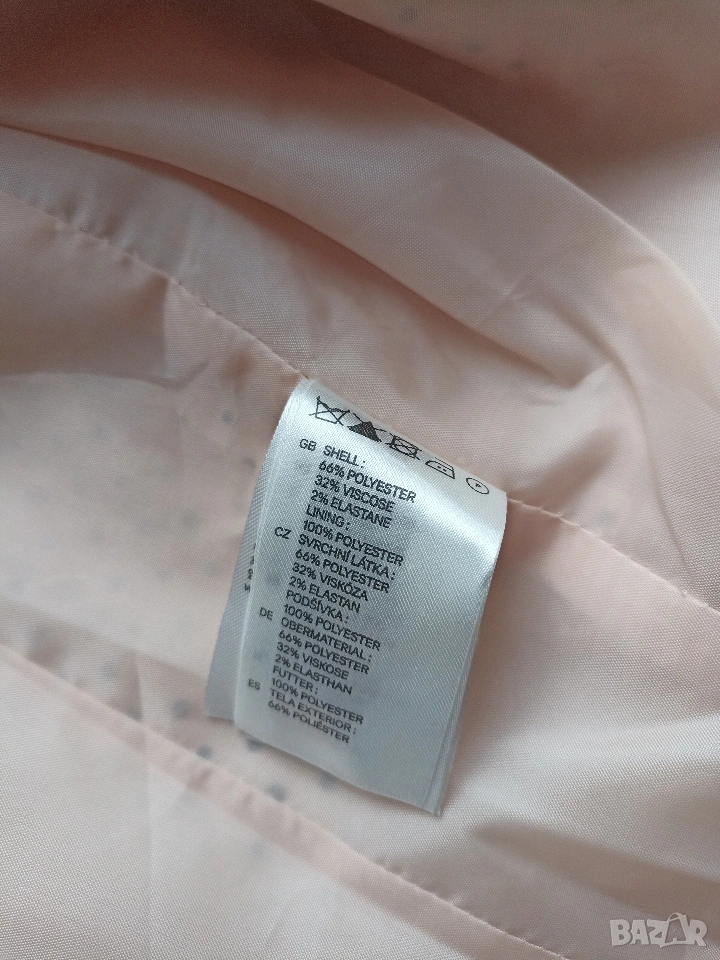 GB SHELL:
66% POLYESTER
32% VISCOSE
2% ELASTANE
LINING:
100% POLYESTER
CZ SVRCHNÍ LÁTKA:
66% POLYESTER
32% VISKÓZA
2% ELASTAN
PODŠÍVKA:
100% POLYESTER
DE OBERMATERIAL:
66% POLYESTER
32% VISKOSE
2% ELASTHAN
FUTTER:
100% POLYESTER
ES TELA EXTERIOR:
66% POLIÉSTER
BAZAR